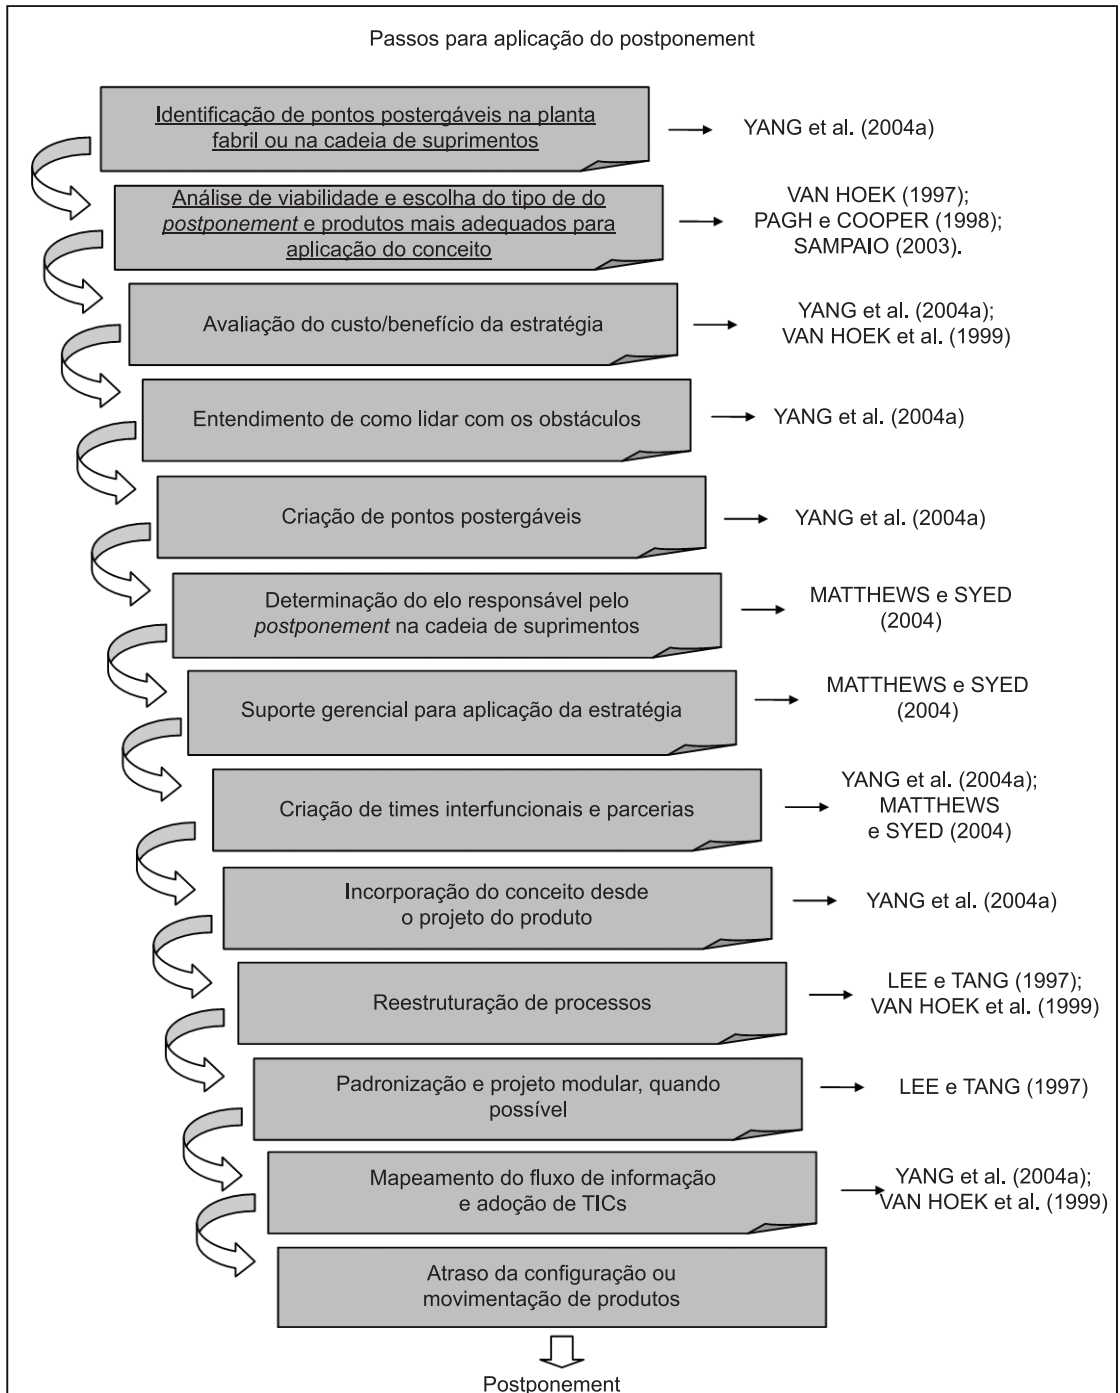 Passos para aplicação do postponement
Identificação de pontos postergáveis na planta
fabril ou na cadeia de suprimentos
YANG et al. (2004a)
Análise de viabilidade e escolha do tipo de do
postponement e produtos mais adequados para
aplicação do conceito
VAN HOEK (1997);
PAGH e COOPER (1998);
SAMPAIO (2003).
Avaliação do custo/benefício da estratégia
YANG et al. (2004a);
VAN HOEK et al. (1999)
Entendimento de como lidar com os obstáculos
YANG et al. (2004a)
Criação de pontos postergáveis
YANG et al. (2004a)
Determinação do elo responsável pelo
postponement na cadeia de suprimentos
MATTHEWS e SYED
(2004)
Suporte gerencial para aplicação da estratégia
MATTHEWS e SYED
(2004)
Criação de times interfuncionais e parcerias
YANG et al. (2004a);
MATTHEWS
e SYED (2004)
Incorporação do conceito desde
o projeto do produto
YANG et al. (2004a)
Reestruturação de processos
LEE e TANG (1997);
VAN HOEK et al. (1999)
Padronização e projeto modular, quando
possível
LEE e TANG (1997)
Mapeamento do fluxo de informação
e adoção de TICs
YANG et al. (2004a);
VAN HOEK et al. (1999)
Atraso da configuração ou
movimentação de produtos
Postponement